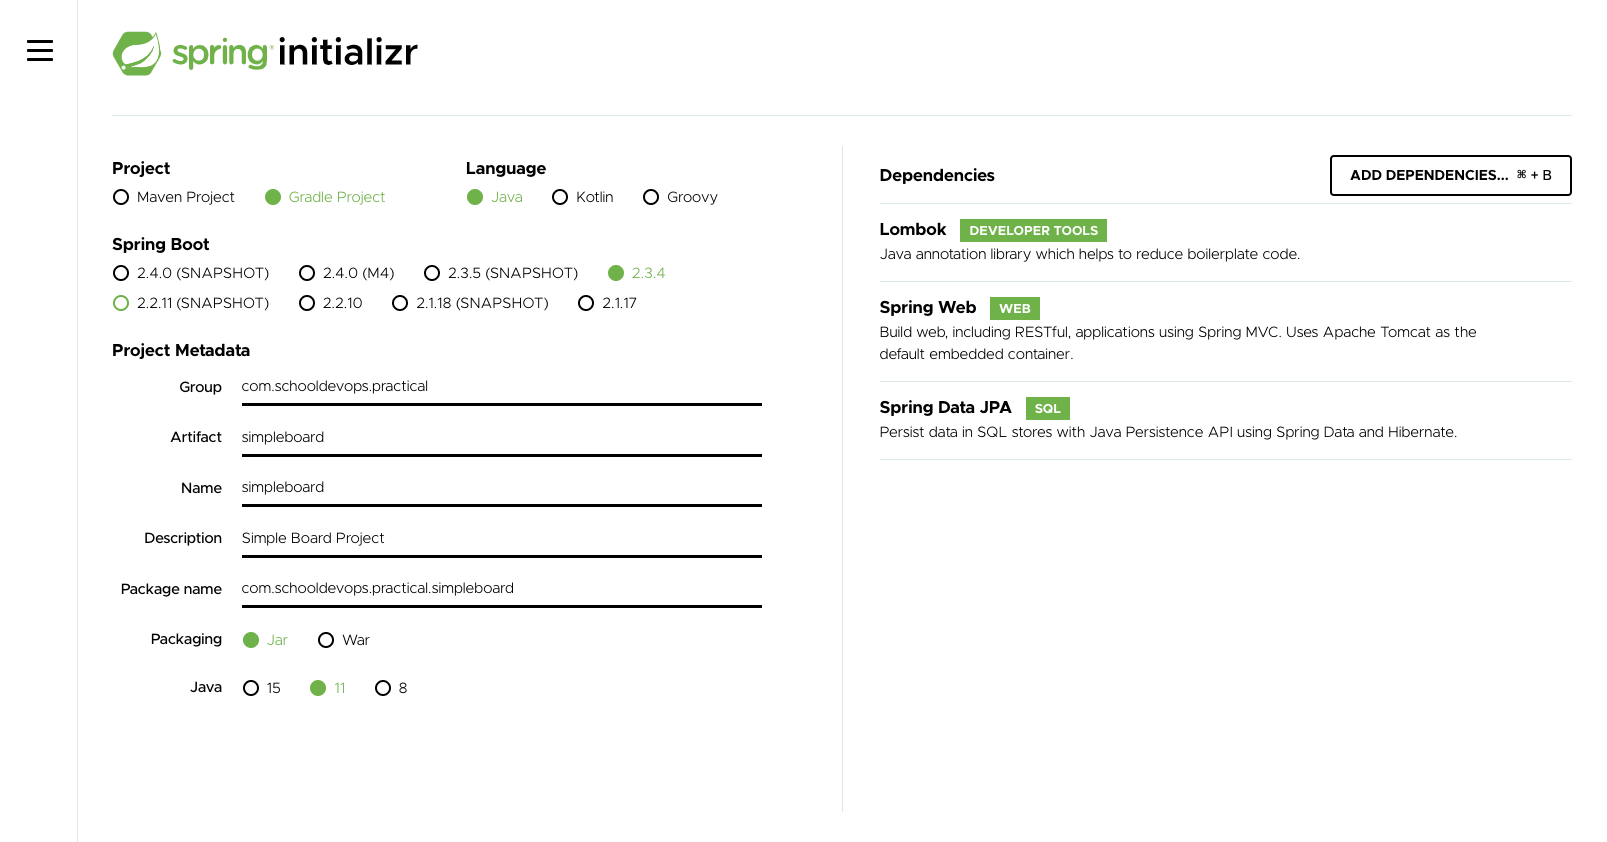 spring initializr
Project
Maven Project Gradle Project
Language
Java Kotlin Groovy
Spring Boot
2.4.0 (SNAPSHOT) 2.4.0 (M4) 2.3.5 (SNAPSHOT) 2.3.4
2.2.11 (SNAPSHOT) 2.2.10 2.1.18 (SNAPSHOT) 2.1.17
Project Metadata
Group com.schooldevops.practical
Artifact simpleboard
Name simpleboard
Description Simple Board Project
Package name com.schooldevops.practical.simpleboard
Packaging Jar War
Java 15 11 8
Dependencies ADD DEPENDENCIES... ⌘ + B
Lombok DEVELOPER TOOLS
Java annotation library which helps to reduce boilerplate code.
Spring Web WEB
Build web, including RESTful, applications using Spring MVC. Uses Apache Tomcat as the
default embedded container.
Spring Data JPA SQL
Persist data in SQL stores with Java Persistence API using Spring Data and Hibernate.